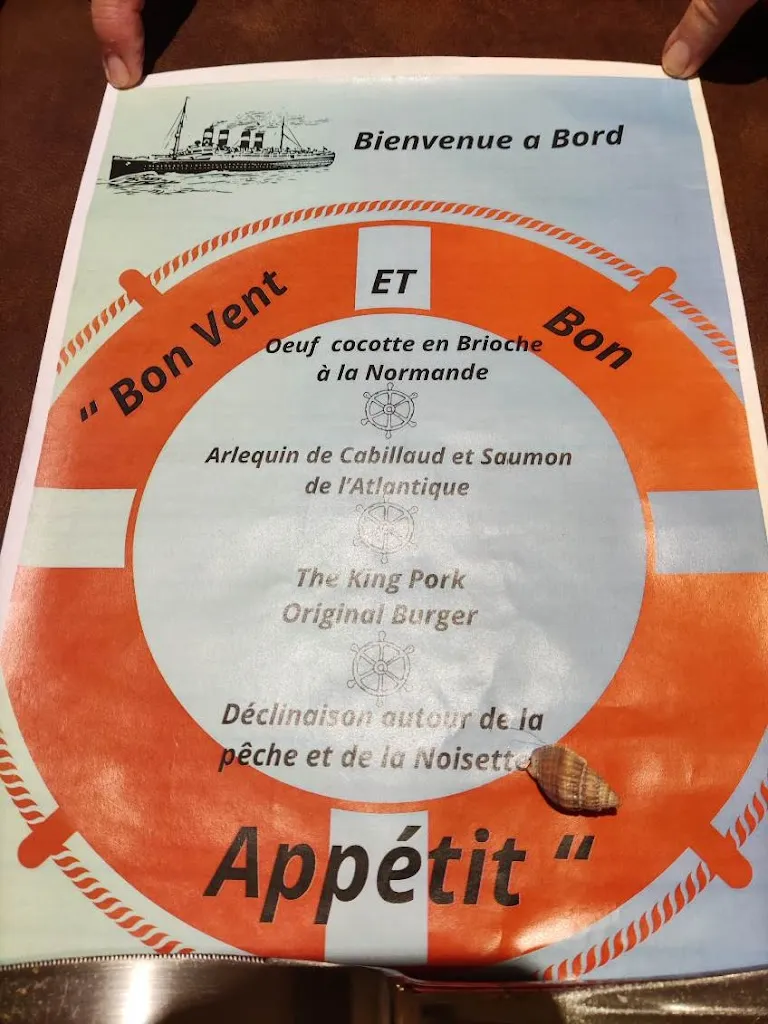 Bienvenue a Bord
“ Bon Vent
ET
Bon
Oeuf cocotte en Brioche
à la Normande
Arlequin de Cabillaud et Saumon
de l'Atlantique
The King Pork
Original Burger
Déclinaison autour de la
pêche et de la Noisette
Appétit “